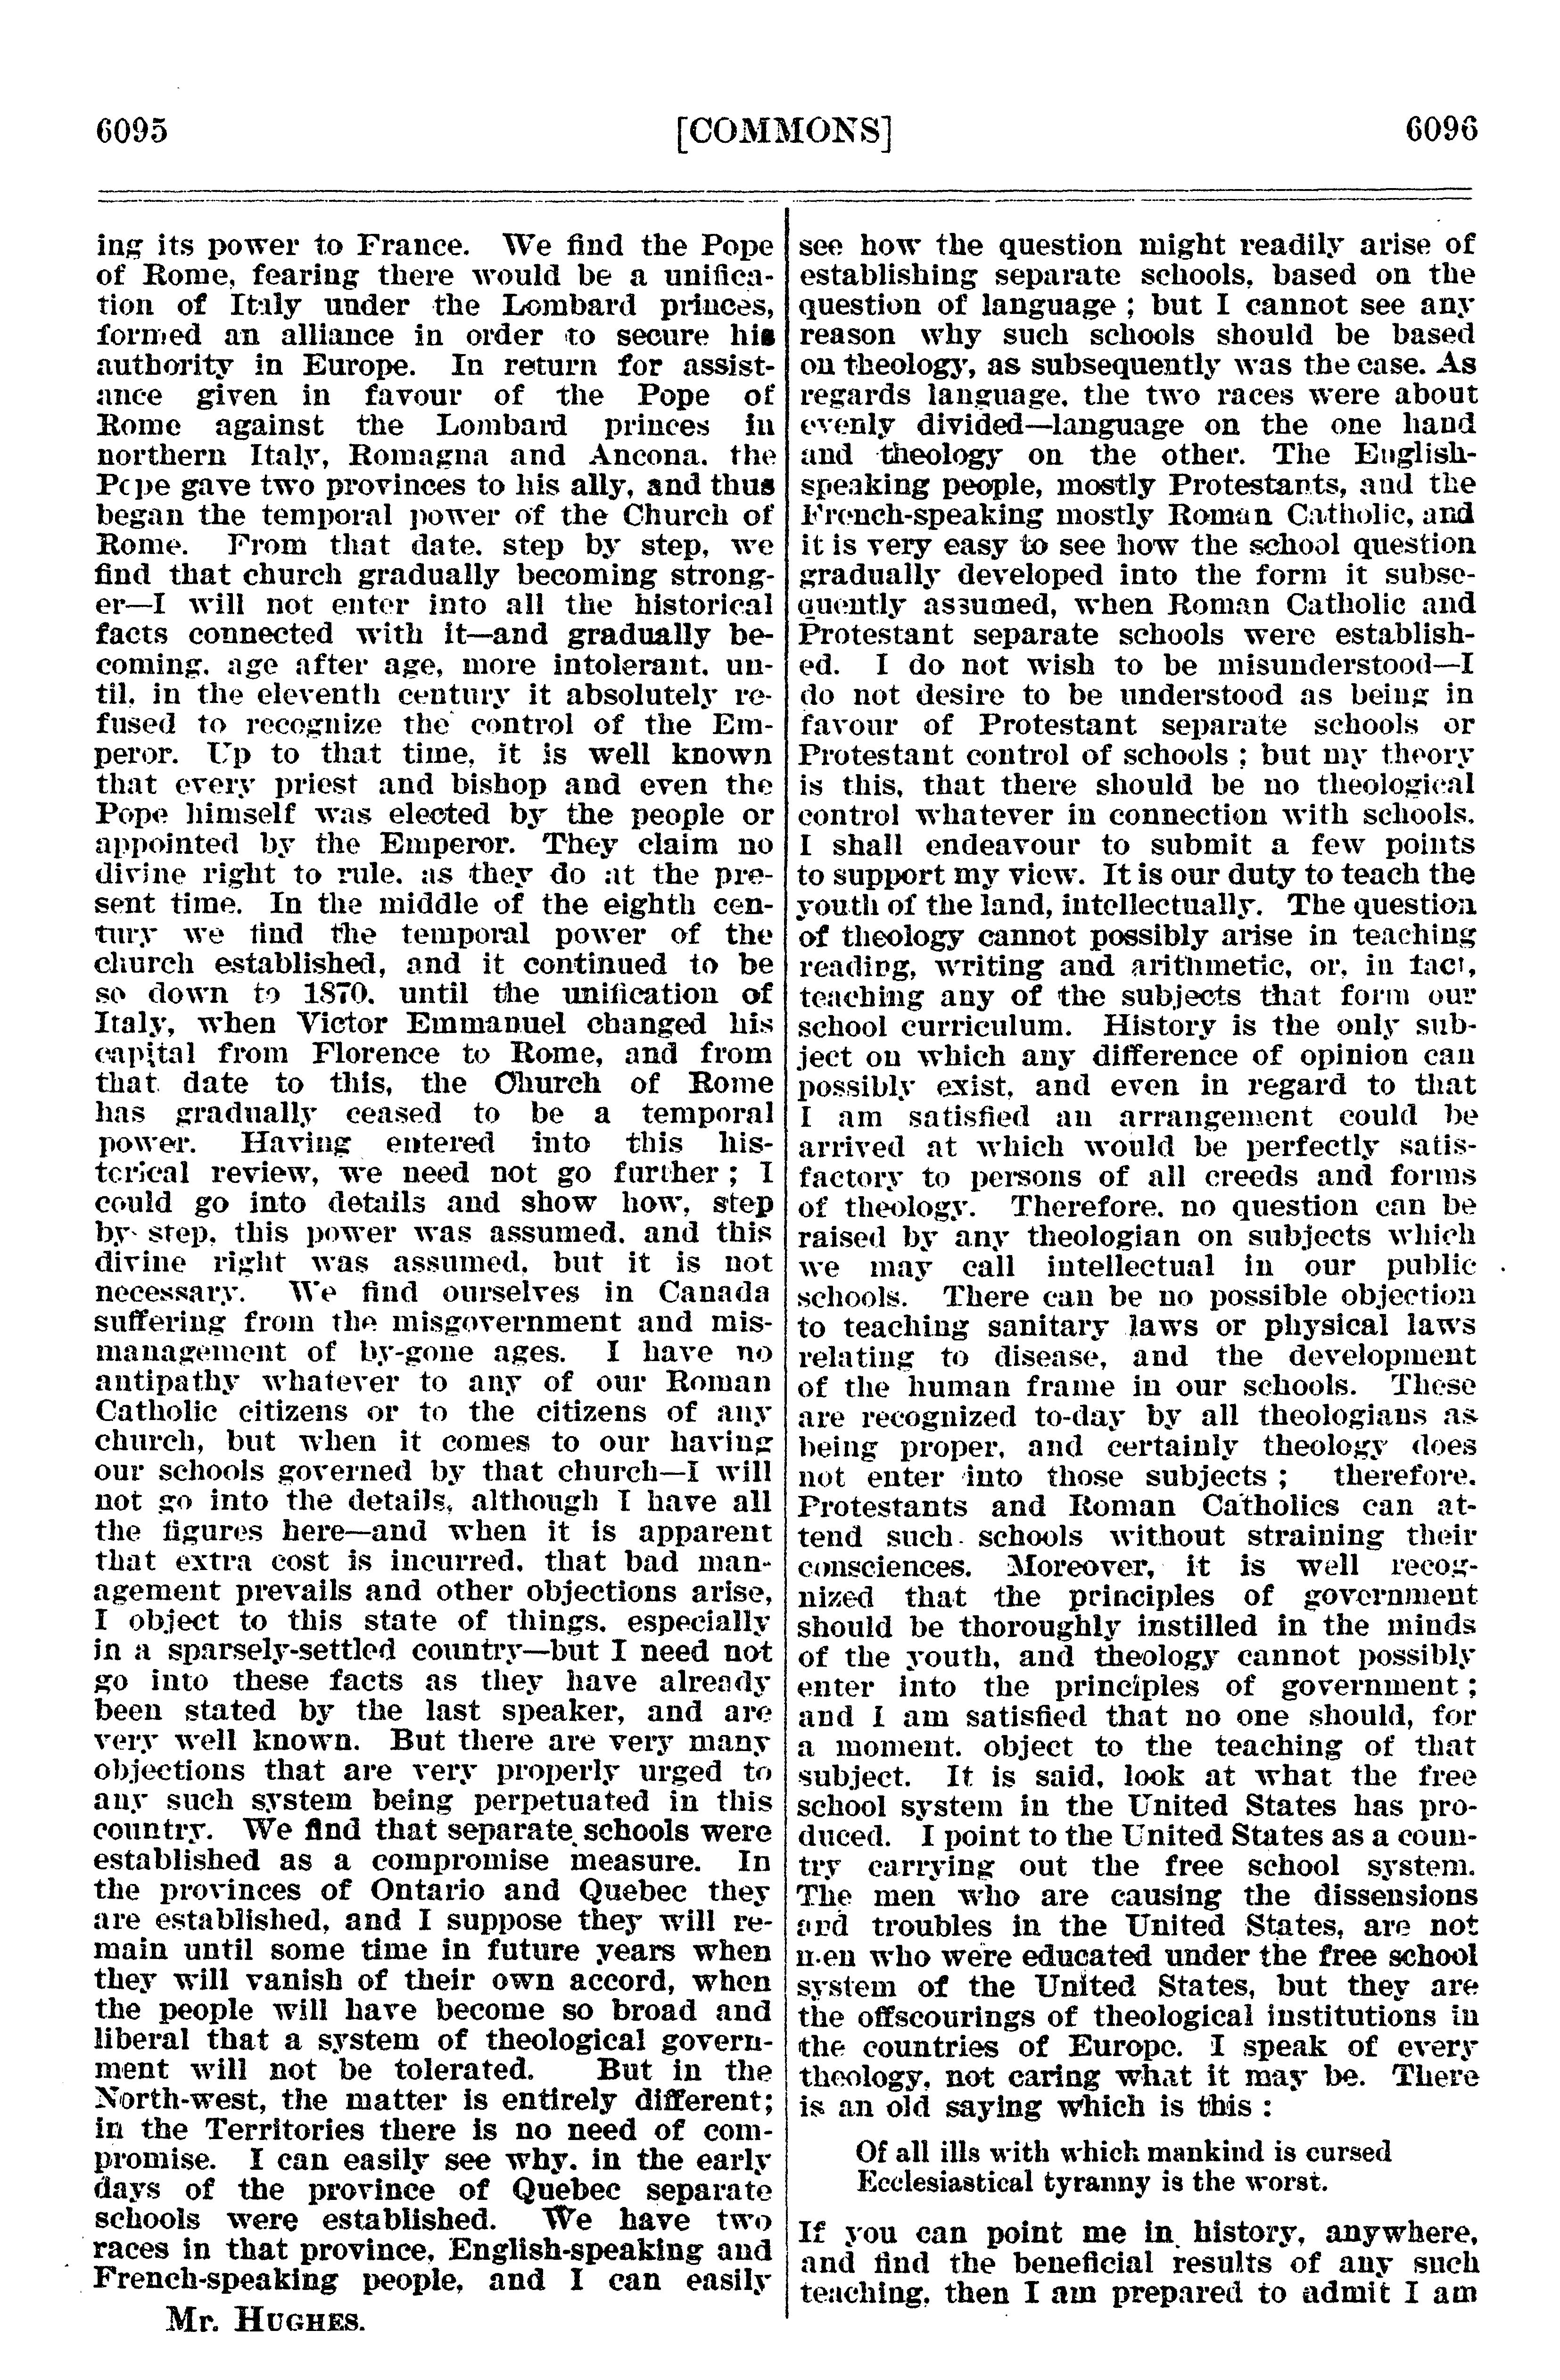 6095
[COMMONS]
6096
ing its power to France. We find the Pope
of Rome, fearing there would be a unifica-
tion of Italy under the Lombard princes,
formed an alliance in order to secure his
authority in Europe. In return for assist-
ance given in favour of the Pope of
Rome against the Lombard princes in
northern Italy, Romagna and Ancona. the
Pope gave two provinces to his ally, and thus
began the temporal power of the Church of
Rome. From that date. step by step, we
find that church gradually becoming strong-
er—I will not enter into all the historical
facts connected with it—and gradually be-
coming. age after age, more intolerant. un-
til, in the eleventh century it absolutely re-
fused to recognize the control of the Em-
peror. Up to that time, it is well known
that every priest and bishop and even the
Pope himself was elected by the people or
appointed by the Emperor. They claim no
divine right to rule. as they do at the pre-
sent time. In the middle of the eighth cen-
tury we find the temporal power of the
church established, and it continued to be
so down to 1870. until the unification of
Italy, when Victor Emmanuel changed his
capital from Florence to Rome, and from
that date to this, the Church of Rome
has gradually ceased to be a temporal
power. Having entered into this his-
torical review, we need not go further ; I
could go into details and show how, step
by step, this power was assumed. and this
divine right was assumed, but it is not
necessary. We find ourselves in Canada
suffering from the misgovernment and mis-
management of by-gone ages. I have no
antipathy whatever to any of our Roman
Catholic citizens or to the citizens of any
church, but when it comes to our having
our schools governed by that church—I will
not go into the details, although I have all
the figures here—and when it is apparent
that extra cost is incurred. that bad man-
agement prevails and other objections arise,
I object to this state of things. especially
in a sparsely-settled country—but I need not
go into these facts as they have already
been stated by the last speaker, and are
very well known. But there are very many
objections that are very properly urged to
any such system being perpetuated in this
country. We find that separate schools were
established as a compromise measure. In
the provinces of Ontario and Quebec they
are established, and I suppose they will re-
main until some time in future years when
they will vanish of their own accord, when
the people will have become so broad and
liberal that a system of theological govern-
ment will not be tolerated. But in the
North-west, the matter is entirely different;
in the Territories there is no need of com-
promise. I can easily see why. in the early
days of the province of Quebec separate
schools were established. We have two
races in that province, English-speaking and
French-speaking people, and I can easily
Mr. HUGHES.
see how the question might readily arise of
establishing separate schools, based on the
question of language ; but I cannot see any
reason why such schools should be based
on theology, as subsequently was the case. As
regards language. the two races were about
evenly divided—language on the one hand
and theology on the other. The English-
speaking people, mostly Protestants, and the
French-speaking mostly Roman Catholic, and
it is very easy to see how the school question
gradually developed into the form it subse-
quently assumed, when Roman Catholic and
Protestant separate schools were establish-
ed. I do not wish to be misunderstood—I
do not desire to be understood as being in
favour of Protestant separate schools or
Protestant control of schools ; but my theory
is this, that there should be no theological
control whatever in connection with schools.
I shall endeavour to submit a few points
to support my view. It is our duty to teach the
youth of the land, intellectually. The question
of theology cannot possibly arise in teaching
reading, writing and arithmetic, or, in fact,
teaching any of the subjects that form our
school curriculum. History is the only sub-
ject on which any difference of opinion can
possibly exist, and even in regard to that
I am satisfied an arrangement could be
arrived at which would be perfectly satis-
factory to persons of all creeds and forms
of theology. Therefore. no question can be
raised by any theologian on subjects which
we may call intellectual in our public
schools. There can be no possible objection
to teaching sanitary laws or physical laws
relating to disease, and the development
of the human frame in our schools. These
are recognized to-day by all theologians as
being proper, and certainly theology does
not enter into those subjects ; therefore.
Protestants and Roman Catholics can at-
tend such schools without straining their
consciences. Moreover, it is well recog-
nized that the principles of government
should be thoroughly instilled in the minds
of the youth, and theology cannot possibly
enter into the principles of government ;
and I am satisfied that no one should, for
a moment. object to the teaching of that
subject. It is said, look at what the free
school system in the United States has pro-
duced. I point to the United States as a coun-
try carrying out the free school system.
The men who are causing the dissensions
and troubles in the United States, are not
men who were educated under the free school
system of the United States, but they are
the offscourings of theological institutions in
the countries of Europe. I speak of every
theology, not caring what it may be. There
is an old saying which is this :
Of all ills with which mankind is cursed
Ecclesiastical tyranny is the worst.
If you can point me in history, anywhere,
and find the beneficial results of any such
teaching, then I am prepared to admit I am